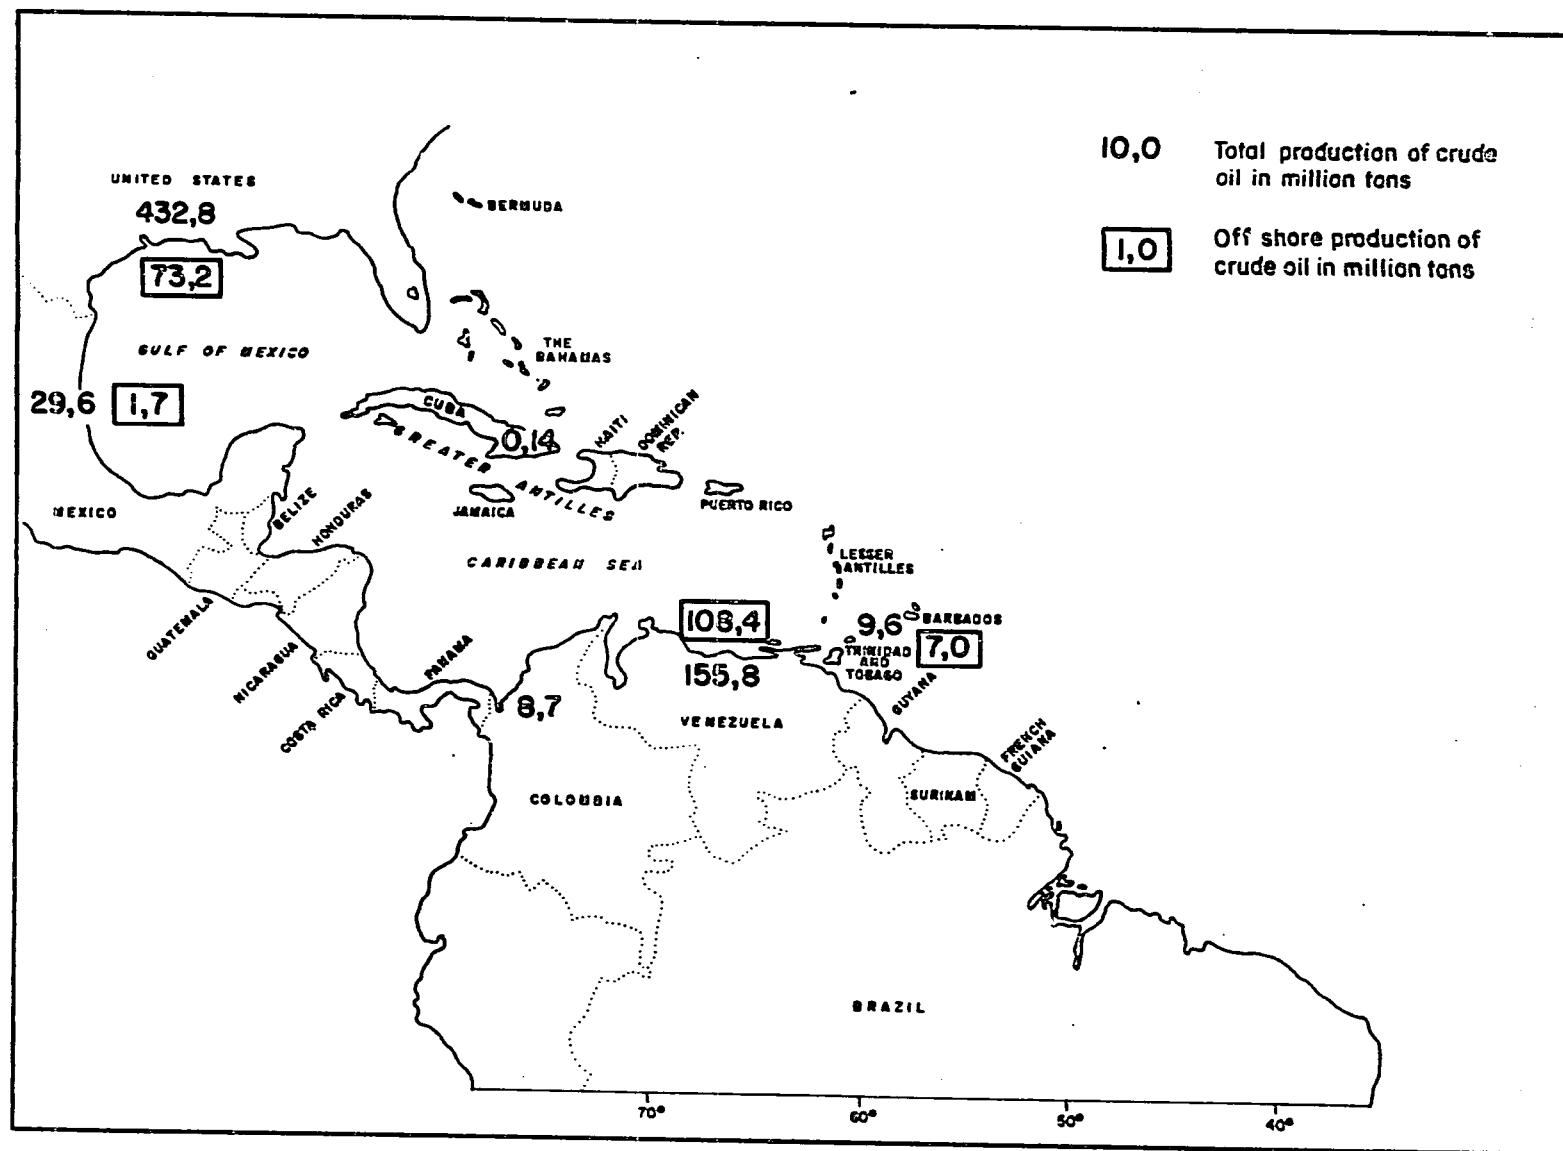 10,0 Total production of crude
oil in million tons
1,0 Off shore production of
crude oil in million tons
UNITED STATES
432,8
73,2
BERMUDA
GULF OF MEXICO
THE
BAHAMAS
29,6 1,7
CUBA
0,14
HAITI
DOMINICAN
REP.
GREATER ANTILLES
JAMAICA
PUERTO RICO
MEXICO
BELIZE
HONDURAS
CARIBBEAN SEA
LESSER
ANTILLES
GUATEMALA
108,4
9,6
BARBADOS
7,0
TRINIDAD
AND
TOBAGO
NICARAGUA
PANAMA
155,8
COSTA RICA
8,7
VENEZUELA
GUYANA
FRENCH
GUIANA
COLOMBIA
SURINAM
BRAZIL
70° 60° 50° 40°